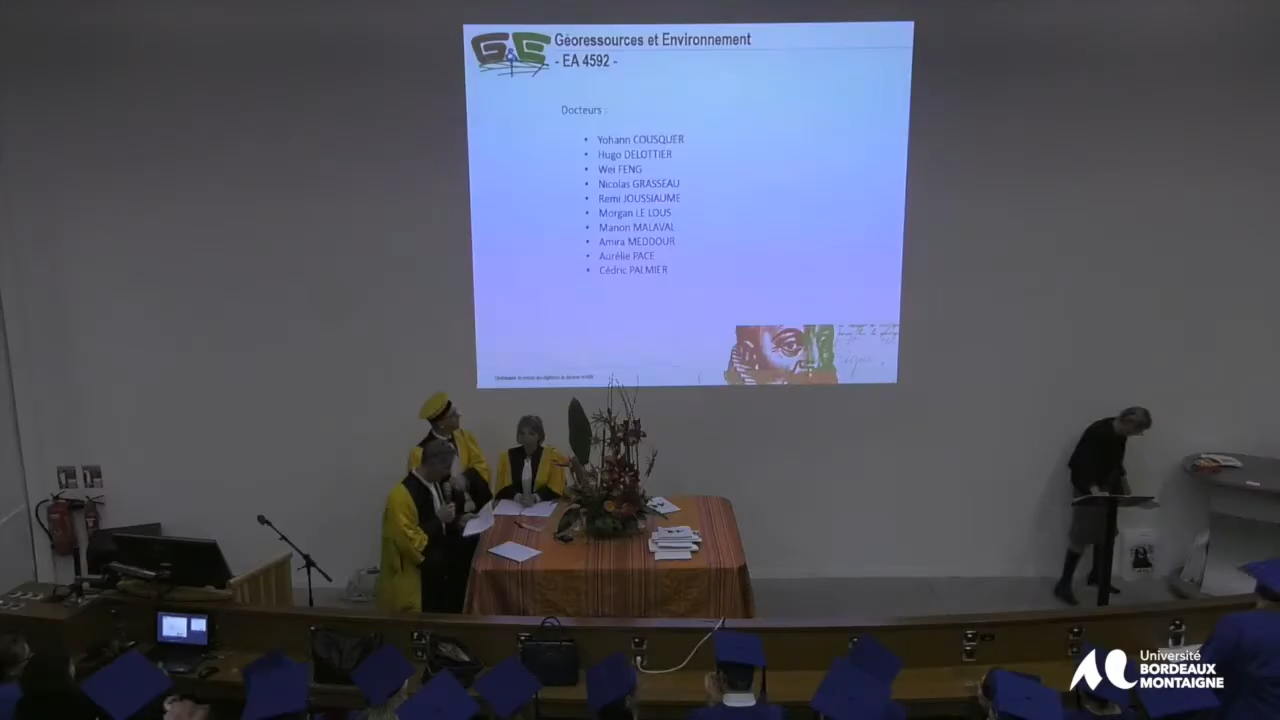 G&E
Géoressources et Environnement
- EA 4592 -
Docteurs :
• Yohann COUSQUER
• Hugo DELOTTIER
• Wei FENG
• Nicolas GRASSEAU
• Remi JOUSSIAUME
• Morgan LE LOUS
• Manon MALAVAL
• Amira MEDDOUR
• Aurélie PACE
• Cédric PALMIER
Université
BORDEAUX
MONTAIGNE